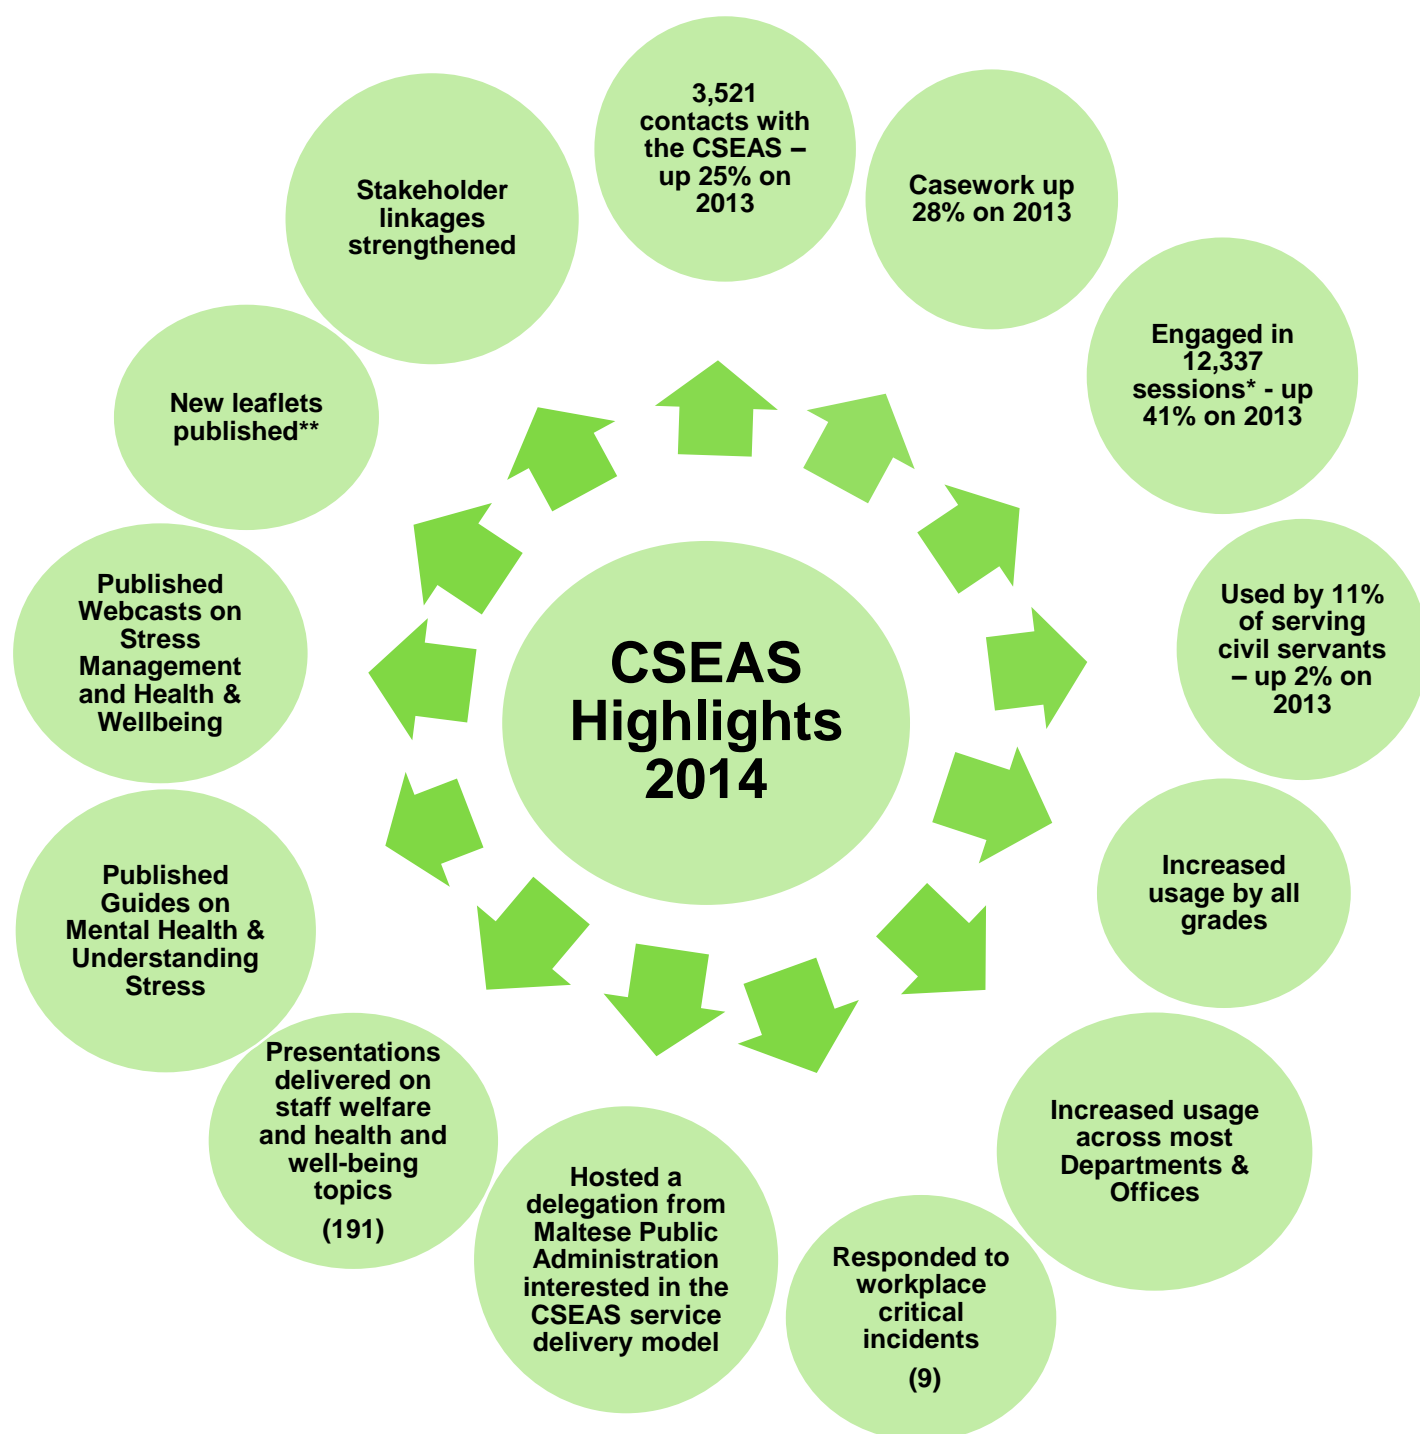 CSEAS
Highlights
2014
3,521
contacts with
the CSEAS –
up 25% on
2013
Casework up
28% on 2013
Engaged in
12,337
sessions* - up
41% on 2013
Used by 11%
of serving
civil servants
– up 2% on
2013
Increased
usage by all
grades
Increased usage
across most
Departments &
Offices
Responded to
workplace
critical
incidents
(9)
Hosted a
delegation from
Maltese Public
Administration
interested in the
CSEAS service
delivery model
Presentations
delivered on
staff welfare
and health and
well-being
topics
(191)
Published
Guides on
Mental Health &
Understanding
Stress
Published
Webcasts on
Stress
Management
and Health &
Wellbeing
New leaflets
published**
Stakeholder
linkages
strengthened